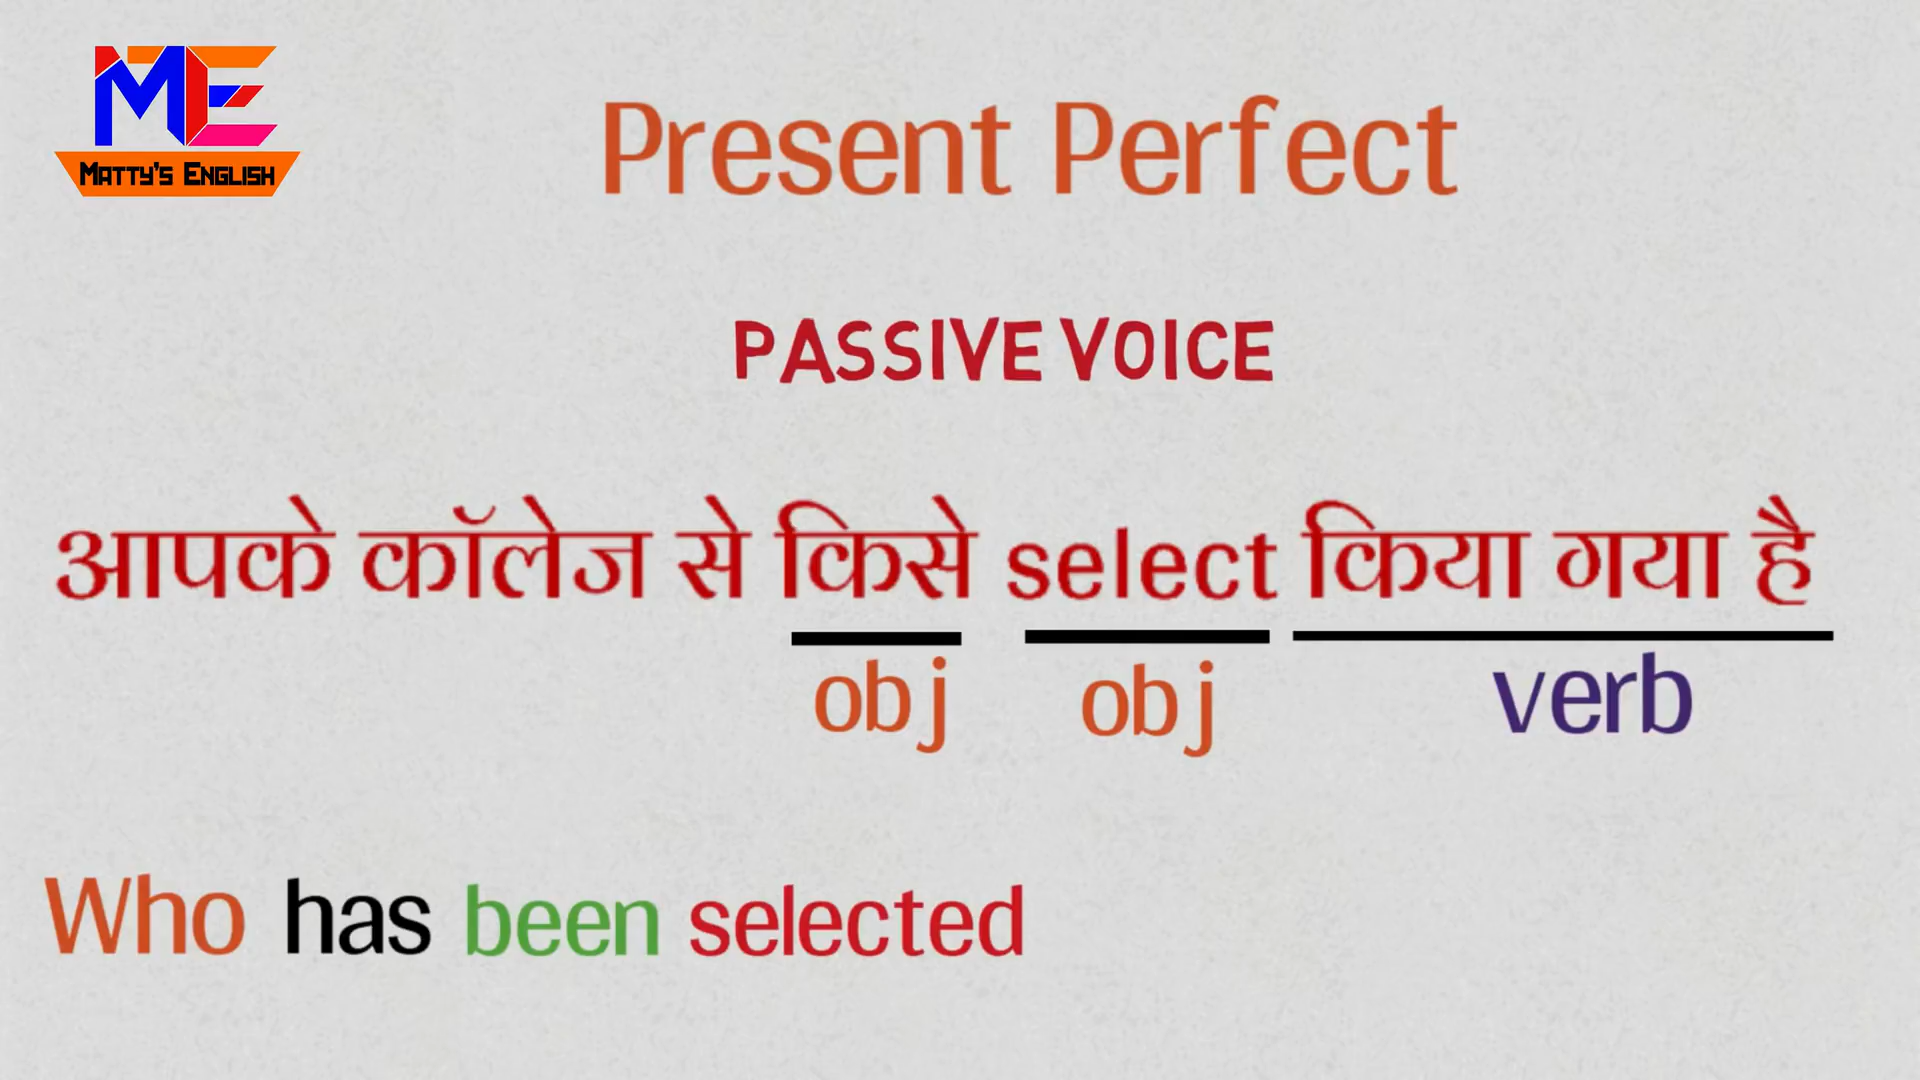 ME
MATTY'S ENGLISH
Present Perfect
PASSIVE VOICE
आपके कॉलेज से किसे select किया गया है
obj obj verb
Who has been selected